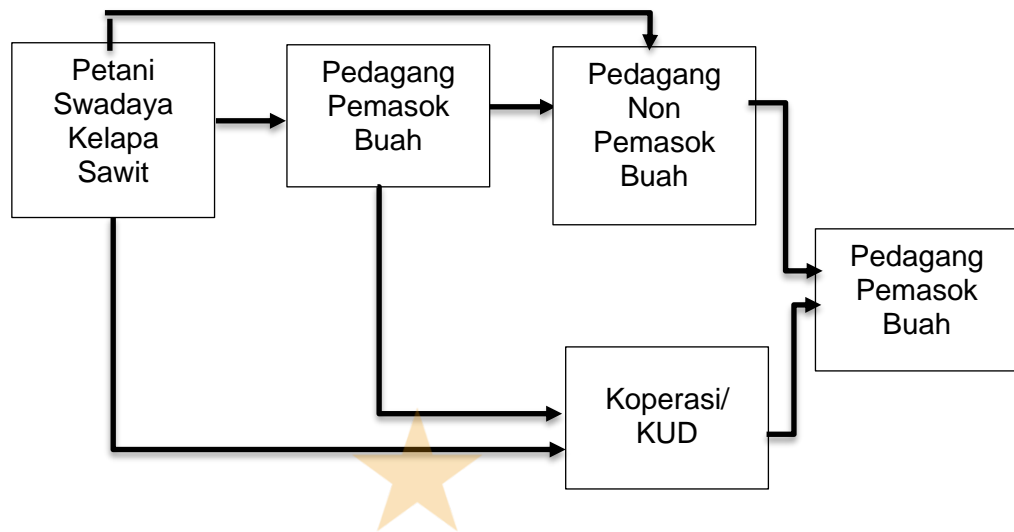 Petani
Swadaya
Kelapa
Sawit
Pedagang
Pemasok
Buah
Pedagang
Non
Pemasok
Buah
Pedagang
Pemasok
Buah
Koperasi/
KUD